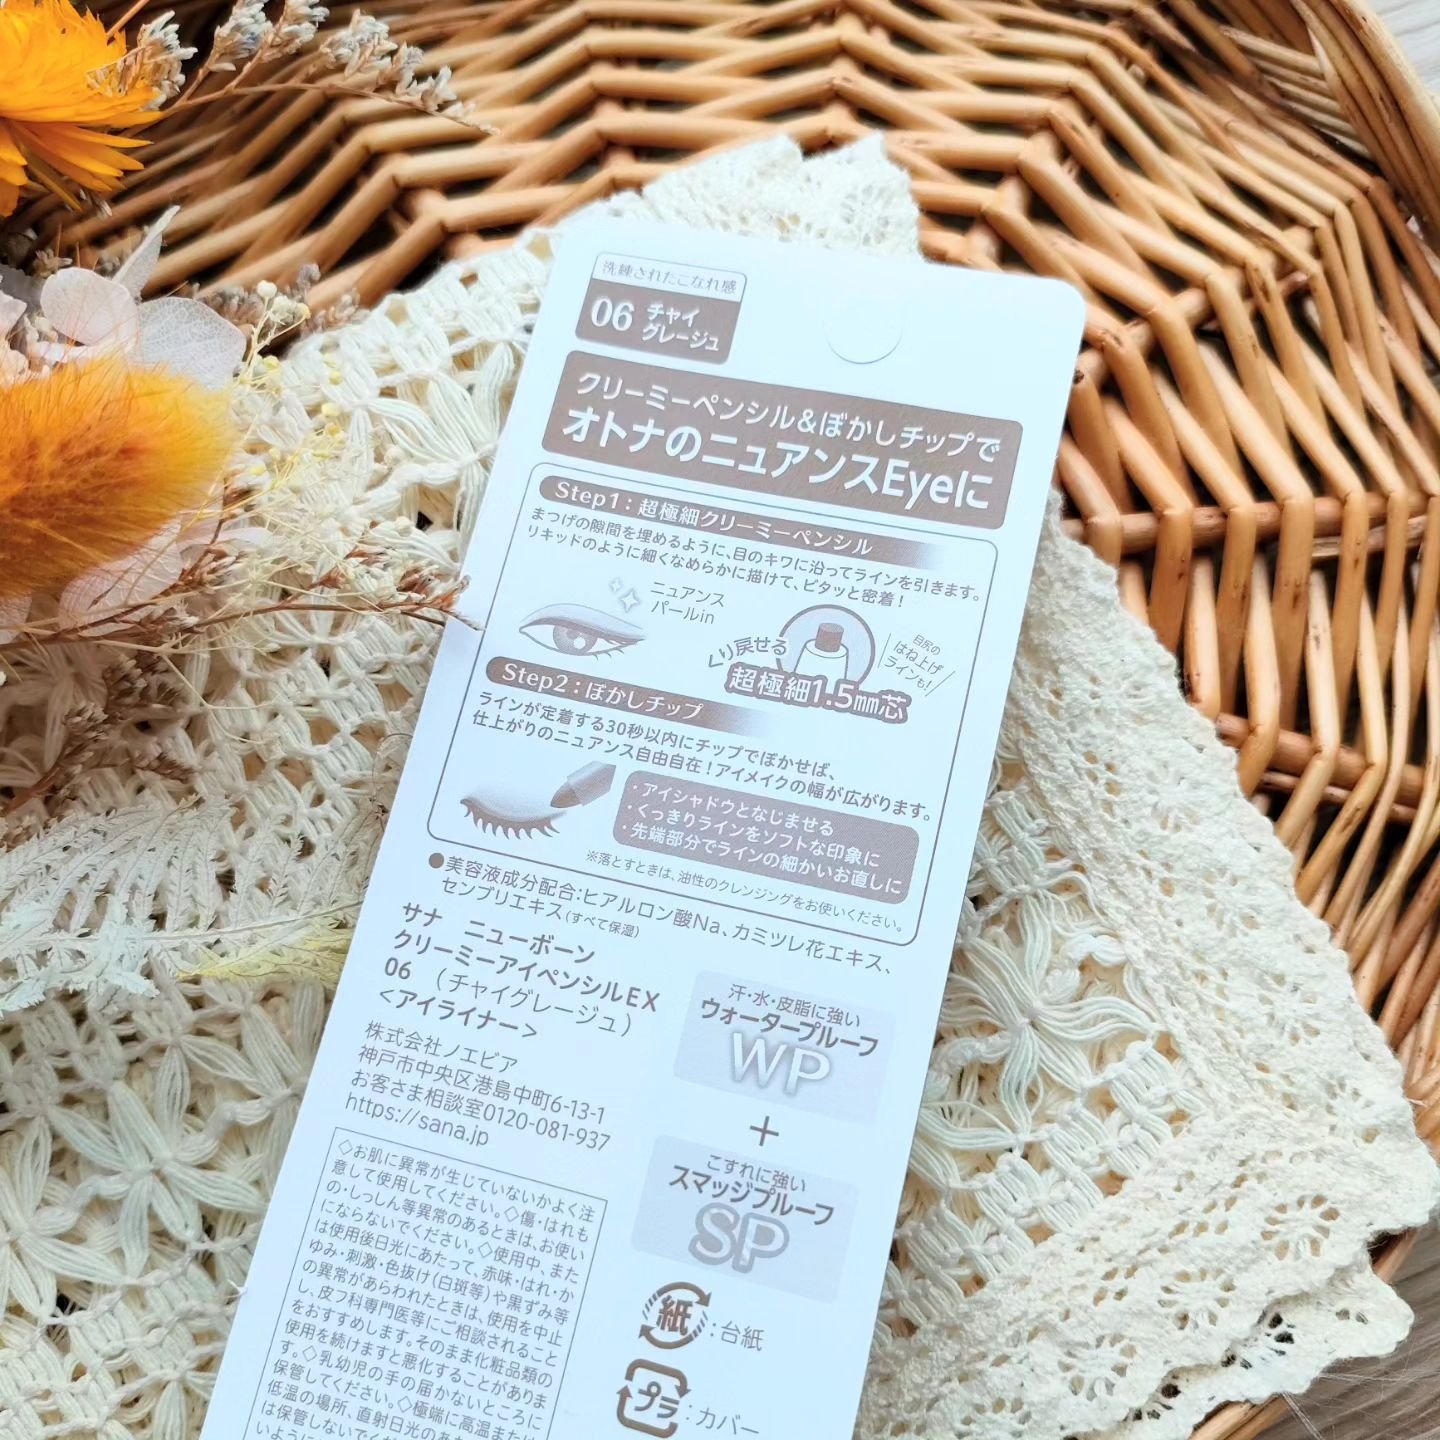 洗練されたこなれ感
06 チャイ
グレージュ
クリーミーペンシル&ぼかしチップで
オトナのニュアンスEyeに
Step1：超極細クリーミーペンシル
まつげの隙間を埋めるように、目のキワに沿ってラインを引きます。
リキッドのように細くなめらかに描けて、ピタッと密着！
ニュアンス
パールin
くり戻せる
超極細1.5㎜芯
目尻の
はね上げ
ラインも！
Step2：ぼかしチップ
ラインが定着する30秒以内にチップでぼかせば、
仕上がりのニュアンス自由自在！アイメイクの幅が広がります。
・アイシャドウとなじませる
・くっきりラインをソフトな印象に
・先端部分でラインの細かいお直しに
※落とすときは、油性のクレンジングをお使いください。
●美容液成分配合：ヒアルロン酸Na、カミツレ花エキス、
センブリエキス(すべて保湿)
サナ ニューボーン
クリーミーアイペンシルEX
06 （チャイグレージュ）
＜アイライナー＞
株式会社ノエビア
神戸市中央区港島中町6-13-1
お客さま相談室0120-081-937
https://sana.jp
汗・水・皮脂に強い
ウォータープルーフ
WP
+
こすれに強い
スマッジプルーフ
SP
紙：台紙
プラ：カバー
◇お肌に異常が生じていないかよく注
意して使用してください。◇傷・はれも
の・しっしん等異常のあるときは、お使い
にならないでください。◇使用中、また
は使用後日光にあたって、赤味・はれ・か
ゆみ・刺激・色抜け(白斑等)や黒ずみ等
の異常があらわれたときは、使用を中止
し、皮フ科専門医等にご相談されること
をおすすめします。そのまま化粧品類の
使用を続けますと悪化することがありま
す。◇乳幼児の手の届かないところに
保管してください。◇極端に高温または
低温の場所、直射日光のあた
は保管しないでくだ